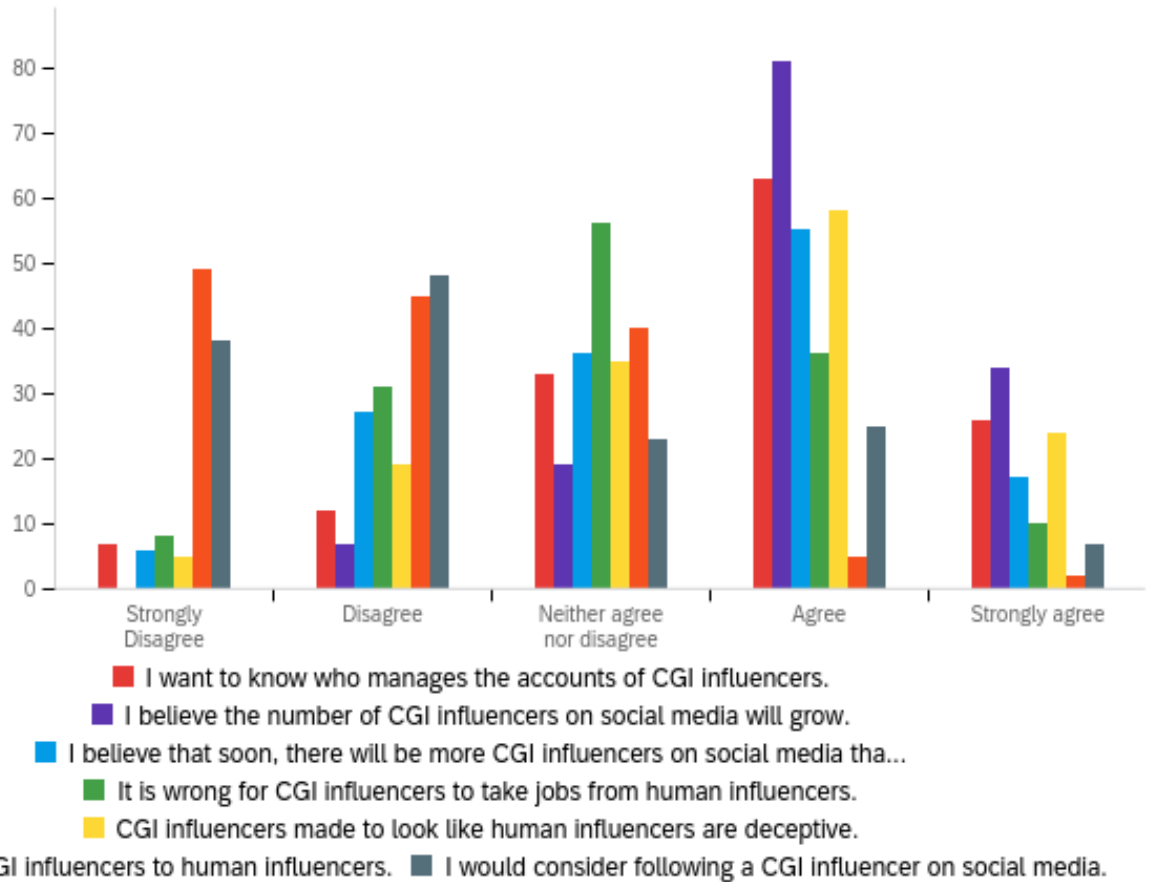 80
70
60
50
40
30
20
10
0
Strongly
Disagree
Disagree
Neither agree
nor disagree
Agree
Strongly agree
I want to know who manages the accounts of CGI influencers.
I believe the number of CGI influencers on social media will grow.
I believe that soon, there will be more CGI influencers on social media tha...
It is wrong for CGI influencers to take jobs from human influencers.
CGI influencers made to look like human influencers are deceptive.
GI influencers to human influencers. I would consider following a CGI influencer on social media.